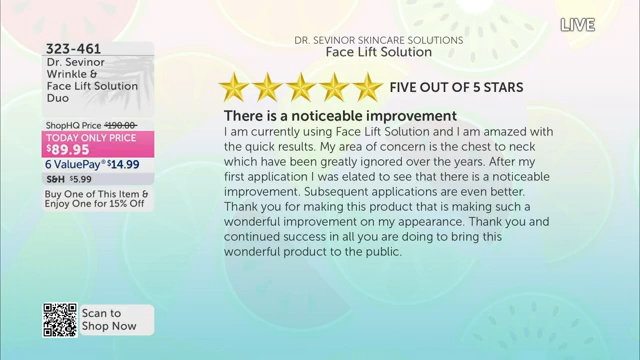 LIVE
323-461
Dr. Sevinor
Wrinkle &
Face Lift Solution
Duo
ShopHQ Price $190.00
TODAY ONLY PRICE
$89.95
6 ValuePay® $14.99
S&H $5.99
Buy One of This Item &
Enjoy One for 15% Off
DR. SEVINOR SKINCARE SOLUTIONS
Face Lift Solution
FIVE OUT OF 5 STARS
There is a noticeable improvement
I am currently using Face Lift Solution and I am amazed with
the quick results. My area of concern is the chest to neck
which have been greatly ignored over the years. After my
first application I was elated to see that there is a noticeable
improvement. Subsequent applications are even better.
Thank you for making this product that is making such a
wonderful improvement on my appearance. Thank you and
continued success in all you are doing to bring this
wonderful product to the public.
Scan to
Shop Now